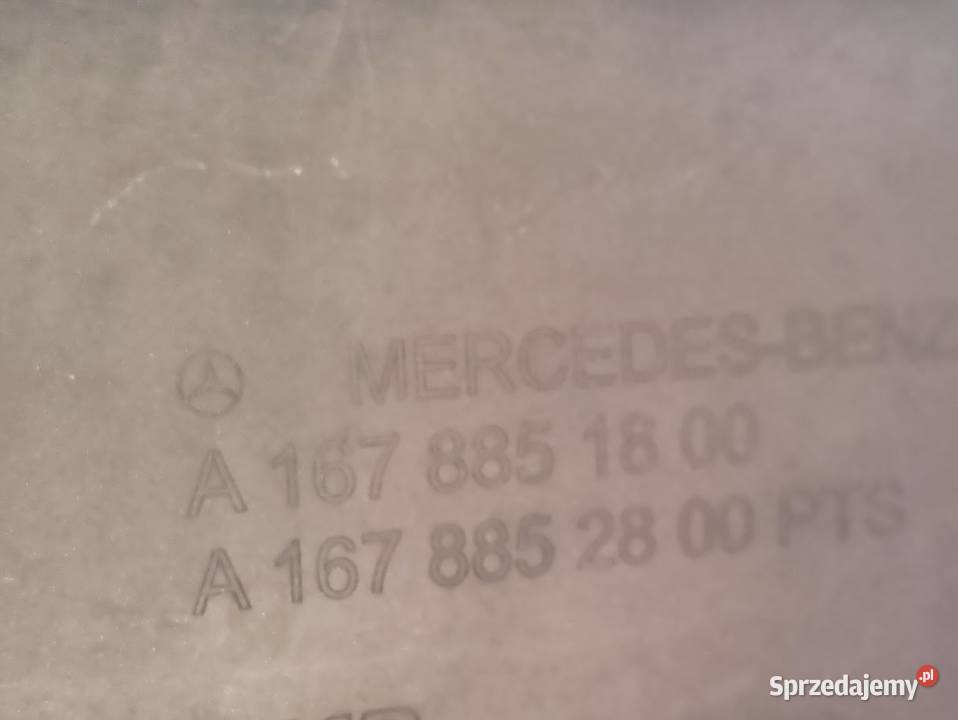 MERCEDES-BENZ
A 167 885 18 00
A 167 885 28 00 PTS
Sprzedajemy.pl